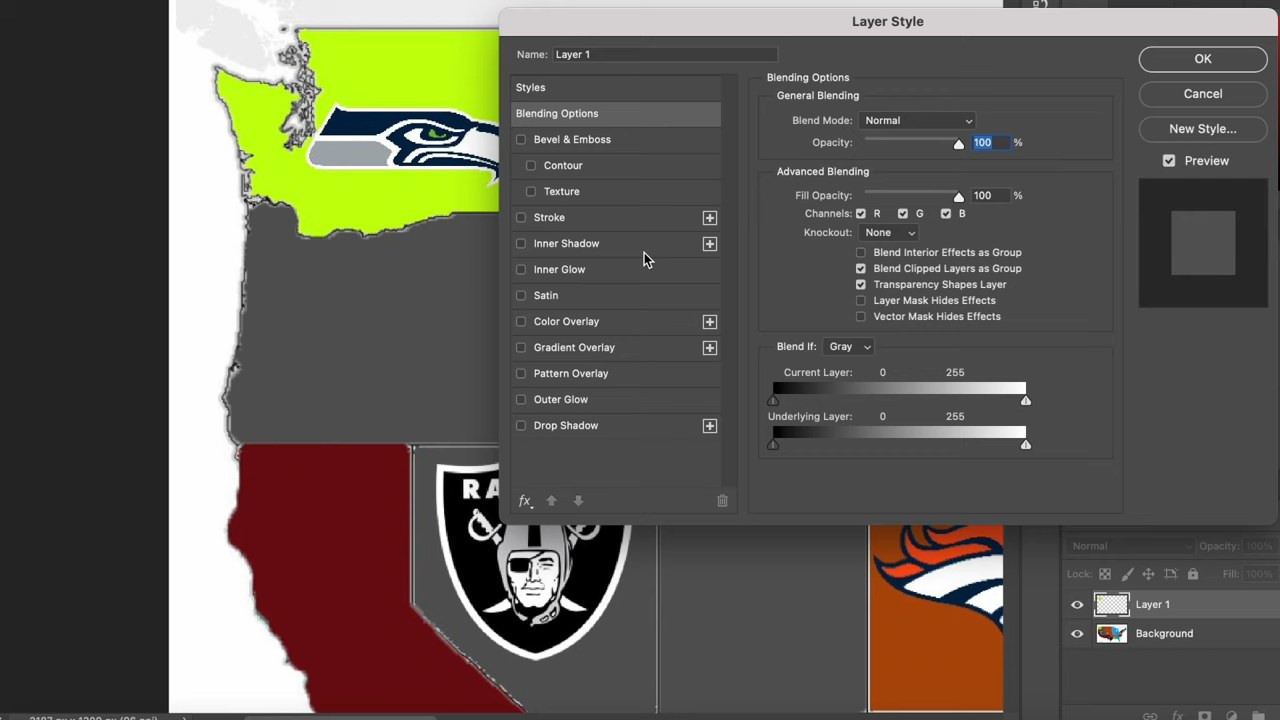 Layer Style
Name: Layer 1
Styles
Blending Options
Bevel & Emboss
Contour
Texture
Stroke
Inner Shadow
Inner Glow
Satin
Color Overlay
Gradient Overlay
Pattern Overlay
Outer Glow
Drop Shadow
fx
Blending Options
General Blending
Blend Mode: Normal
Opacity: 100 %
Advanced Blending
Fill Opacity: 100 %
Channels: R G B
Knockout: None
Blend Interior Effects as Group
Blend Clipped Layers as Group
Transparency Shapes Layer
Layer Mask Hides Effects
Vector Mask Hides Effects
Blend If: Gray
Current Layer: 0 255
Underlying Layer: 0 255
OK
Cancel
New Style...
Preview
RA
Normal Opacity: 100%
Lock: Fill: 100%
Layer 1
Background